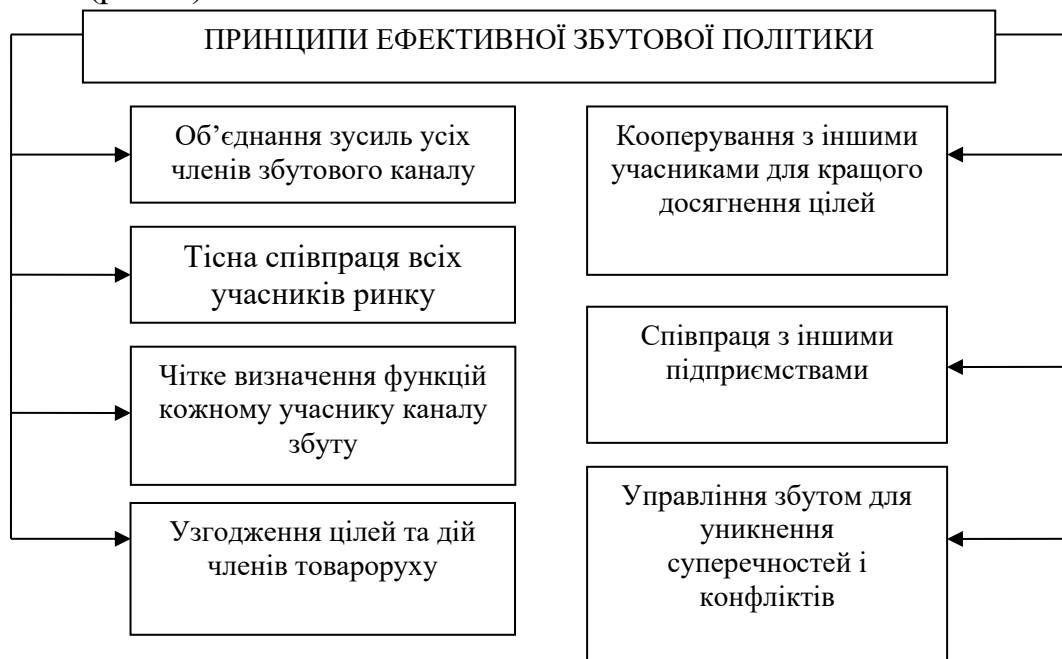 ПРИНЦИПИ ЕФЕКТИВНОЇ ЗБУТОВОЇ ПОЛІТИКИ
Об’єднання зусиль усіх
членів збутового каналу
Тісна співпраця всіх
учасників ринку
Чітке визначення функцій
кожному учаснику каналу
збуту
Узгодження цілей та дій
членів товароруху
Кооперування з іншими
учасниками для кращого
досягнення цілей
Співпраця з іншими
підприємствами
Управління збутом для
уникнення
суперечностей і
конфліктів